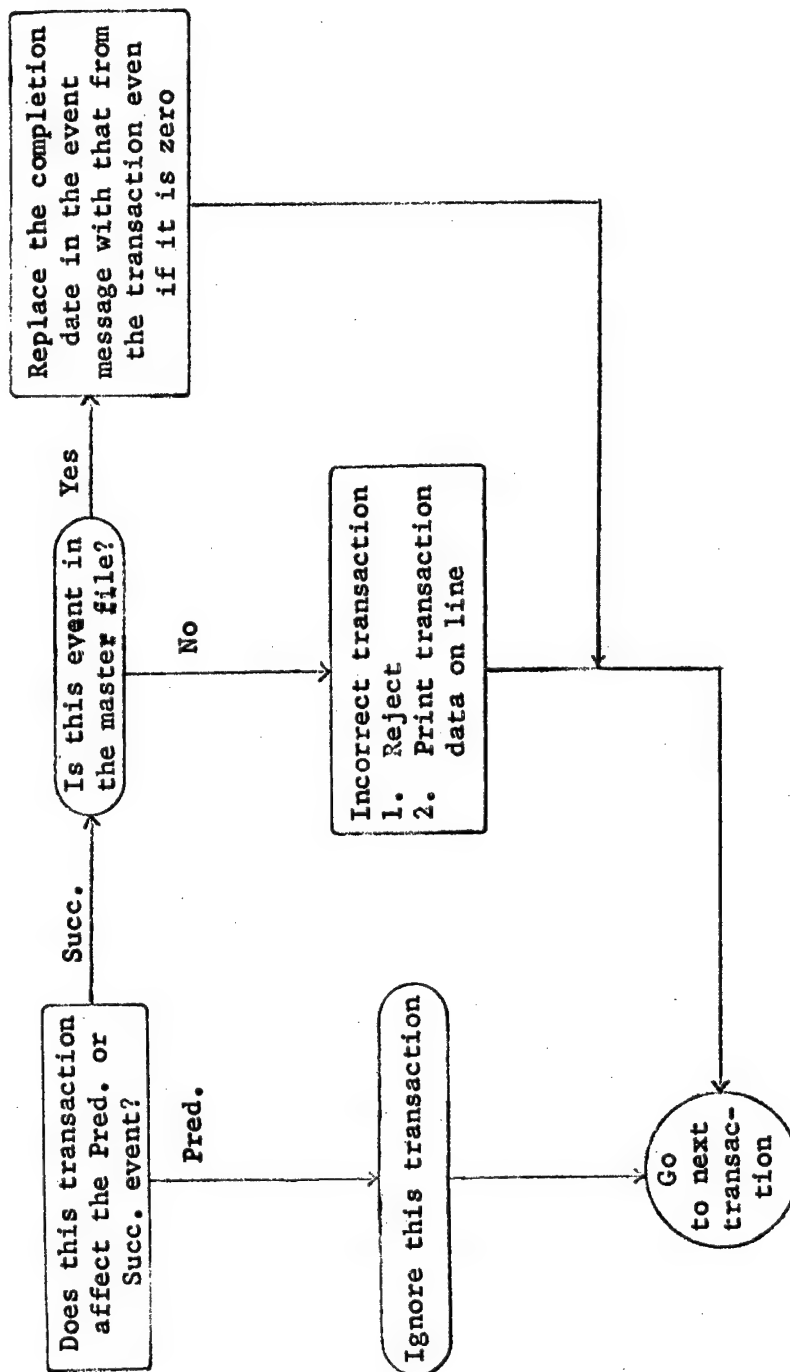 Does this transaction
affect the Pred. or
Succ. event?
Succ.
Is this event in
the master file?
Yes
Replace the completion
date in the event
message with that from
the transaction even
if it is zero
Pred.
No
Ignore this transaction
Incorrect transaction
1. Reject
2. Print transaction
data on line
Go
to next
transac-
tion